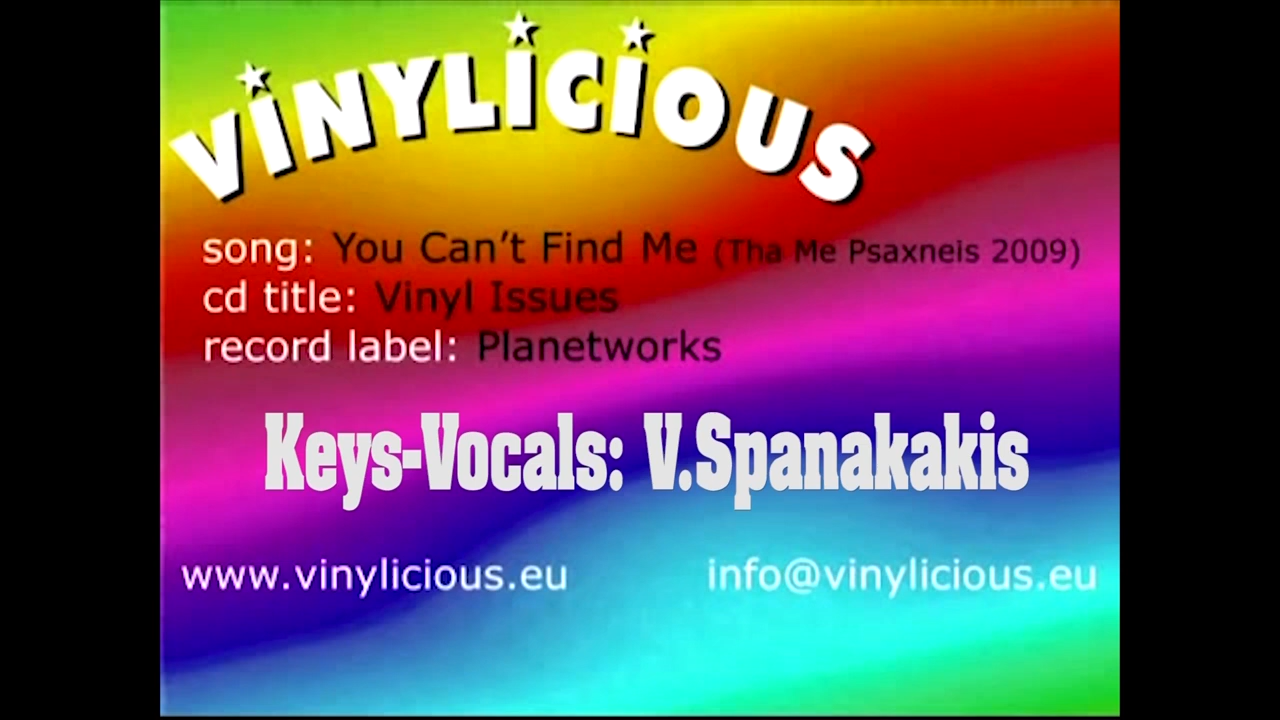 ViNYLiCiOUS
song: You Can't Find Me (Tha Me Psaxneis 2009)
cd title: Vinyl Issues
record label: Planetworks
Keys-Vocals: V.Spanakakis
www.vinylicious.eu
info@vinylicious.eu